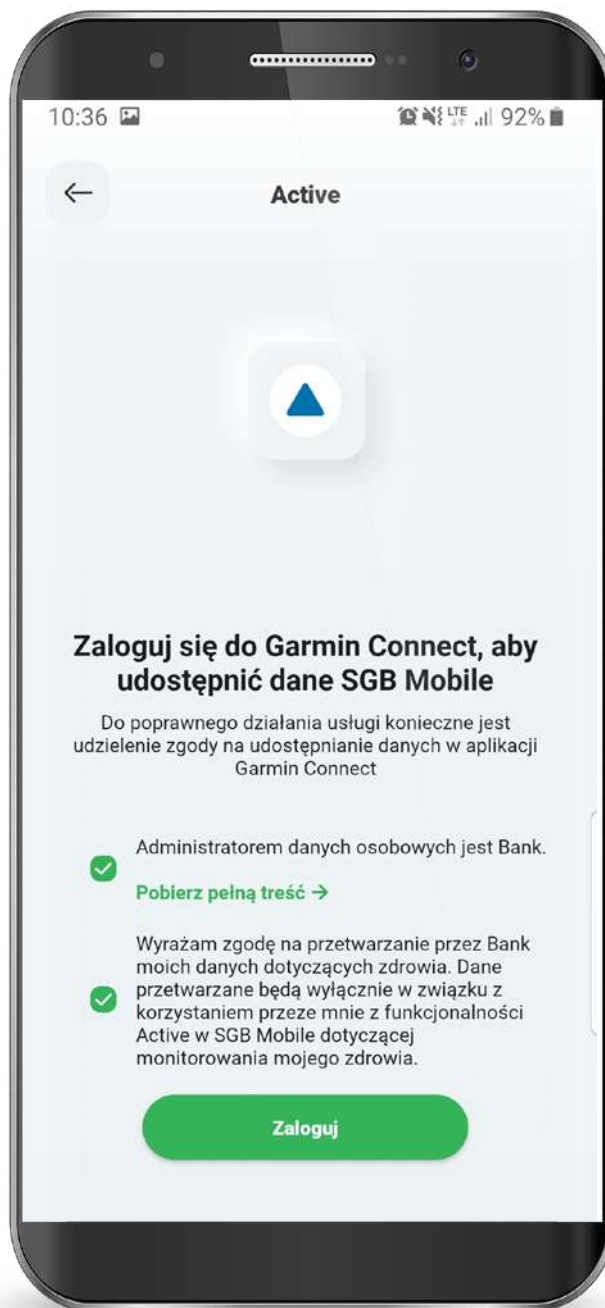 10:36 LTE 92%
Active
Zaloguj się do Garmin Connect, aby
udostępnić dane SGB Mobile
Do poprawnego działania usługi konieczne jest
udzielenie zgody na udostępnianie danych w aplikacji
Garmin Connect
Administratorem danych osobowych jest Bank.
Pobierz pełną treść →
Wyrażam zgodę na przetwarzanie przez Bank
moich danych dotyczących zdrowia. Dane
przetwarzane będą wyłącznie w związku z
korzystaniem przeze mnie z funkcjonalności
Active w SGB Mobile dotyczącej
monitorowania mojego zdrowia.
Zaloguj